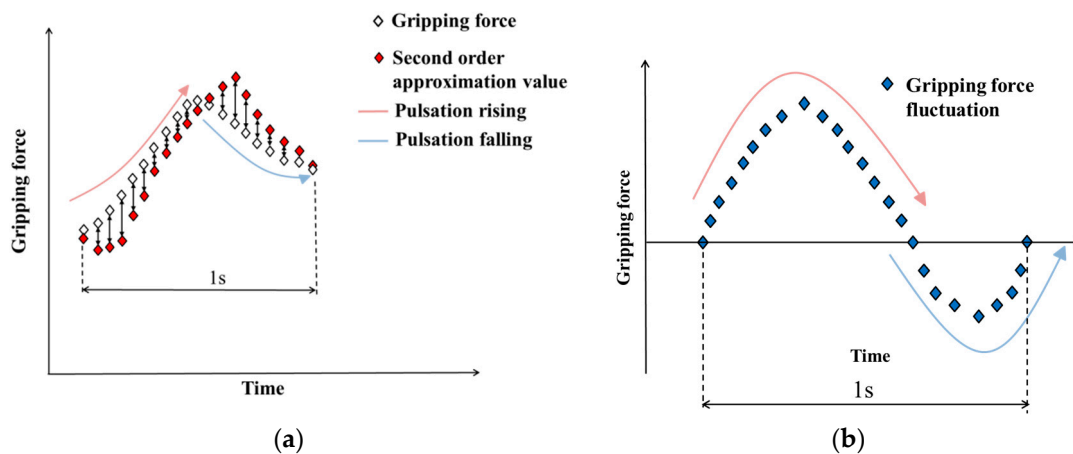 Gripping force
Second order
approximation value
Pulsation rising
Pulsation falling
Gripping force
1s
Time
(a)
Gripping force
fluctuation
Gripping force
Time
1s
(b)